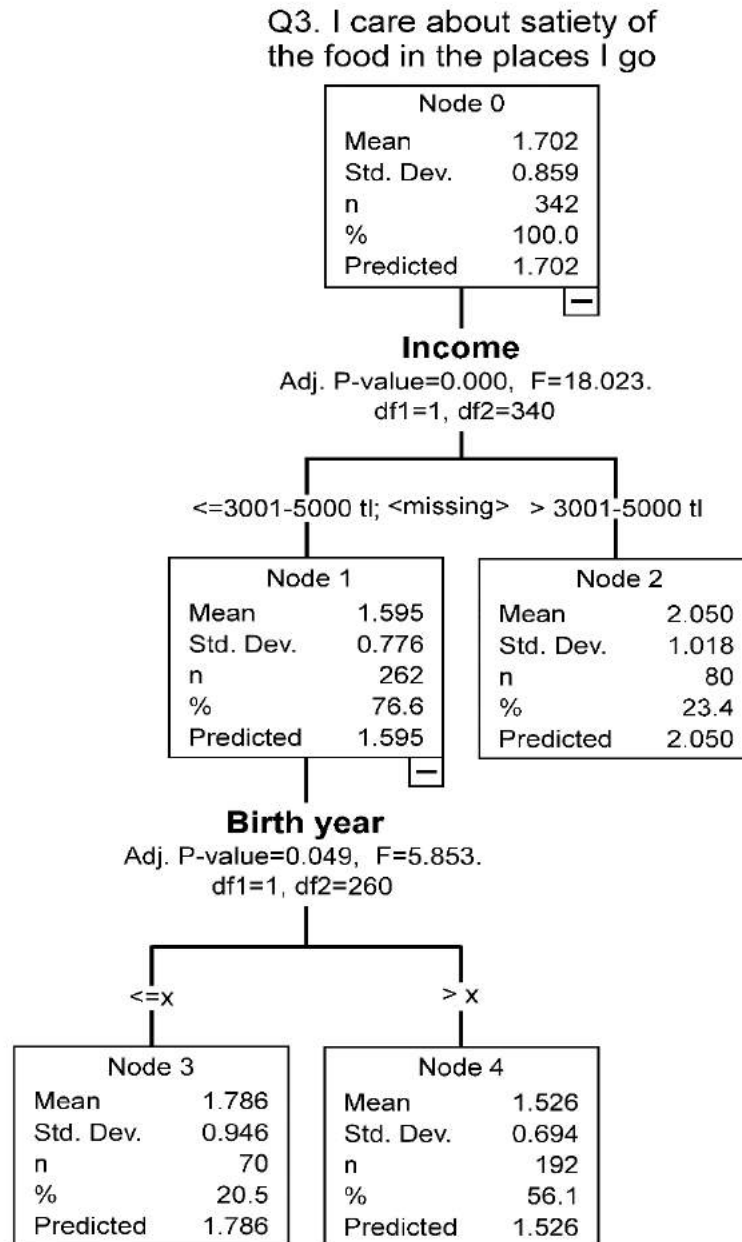 Q3. I care about satiety of
the food in the places I go
Node 0
Mean 1.702
Std. Dev. 0.859
n 342
% 100.0
Predicted 1.702
Income
Adj. P-value=0.000, F=18.023.
df1=1, df2=340
<=3001-5000 tl; <missing> > 3001-5000 tl
Node 1
Mean 1.595
Std. Dev. 0.776
n 262
% 76.6
Predicted 1.595
Node 2
Mean 2.050
Std. Dev. 1.018
n 80
% 23.4
Predicted 2.050
Birth year
Adj. P-value=0.049, F=5.853.
df1=1, df2=260
<=x > x
Node 3
Mean 1.786
Std. Dev. 0.946
n 70
% 20.5
Predicted 1.786
Node 4
Mean 1.526
Std. Dev. 0.694
n 192
% 56.1
Predicted 1.526